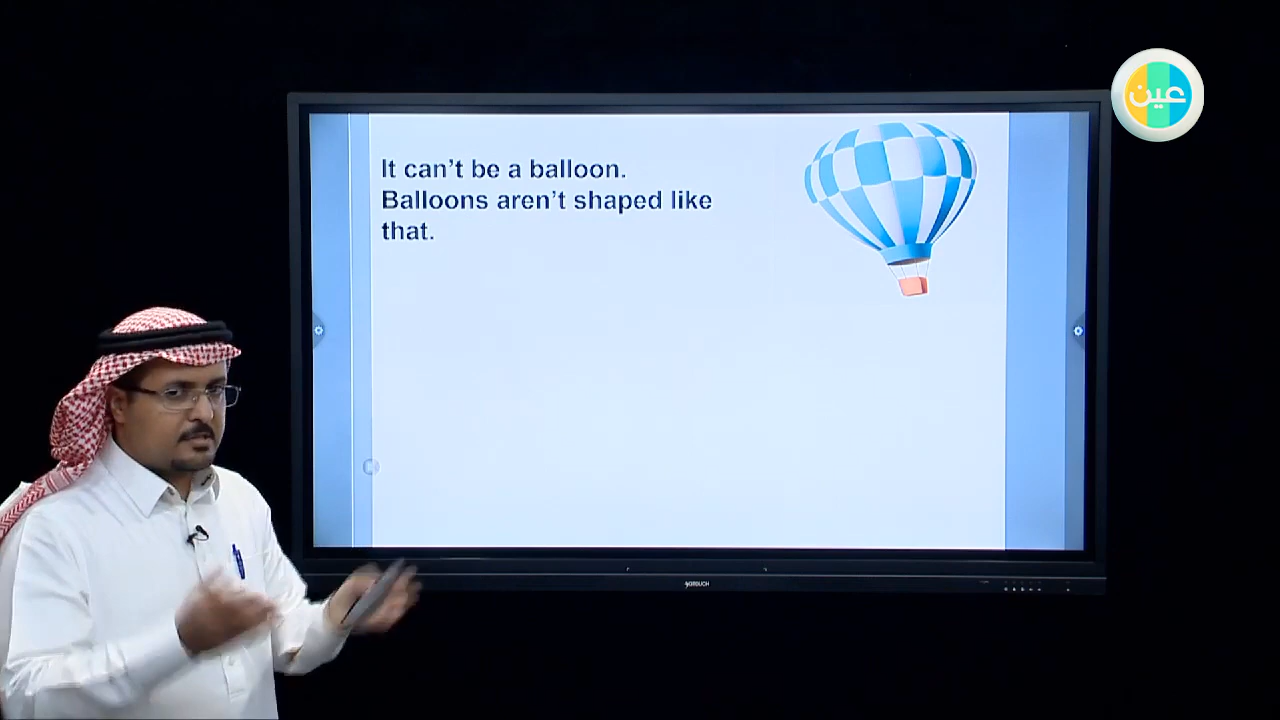 It can't be a balloon.
Balloons aren't shaped like
that.
عين